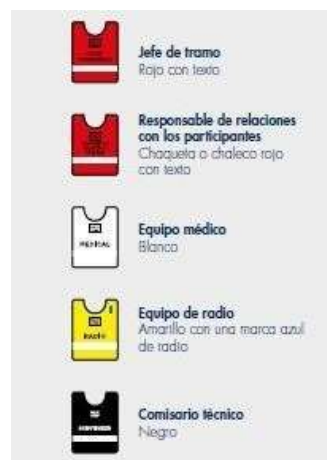 Jefe de tramo
Rojo con texto
Responsable de relaciones
con los participantes
Chaqueta o chaleco rojo
con texto
MEDICAL
Equipo médico
Blanco
RADIO
Equipo de radio
Amarillo con una marca azul
de radio
Comisario técnico
Negro